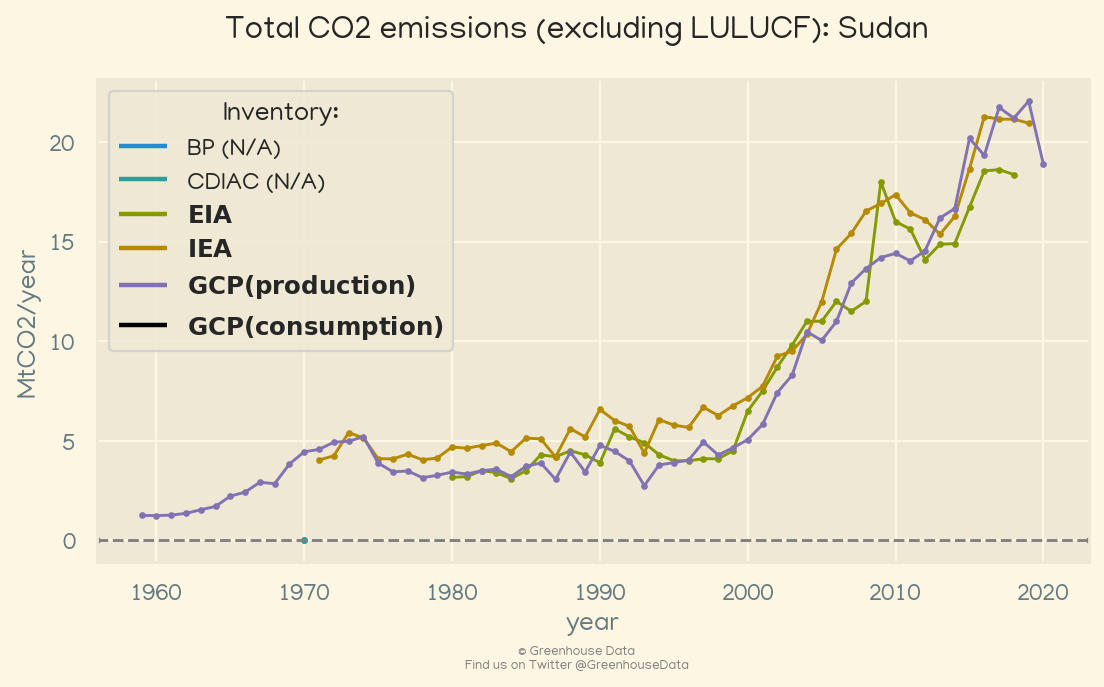 Total CO2 emissions (excluding LULUCF): Sudan
Inventory:
BP (N/A)
CDIAC (N/A)
EIA
IEA
GCP(production)
GCP(consumption)
MtCO2/year
20
15
10
5
0
1960 1970 1980 1990 2000 2010 2020
year
© Greenhouse Data
Find us on Twitter @GreenhouseData